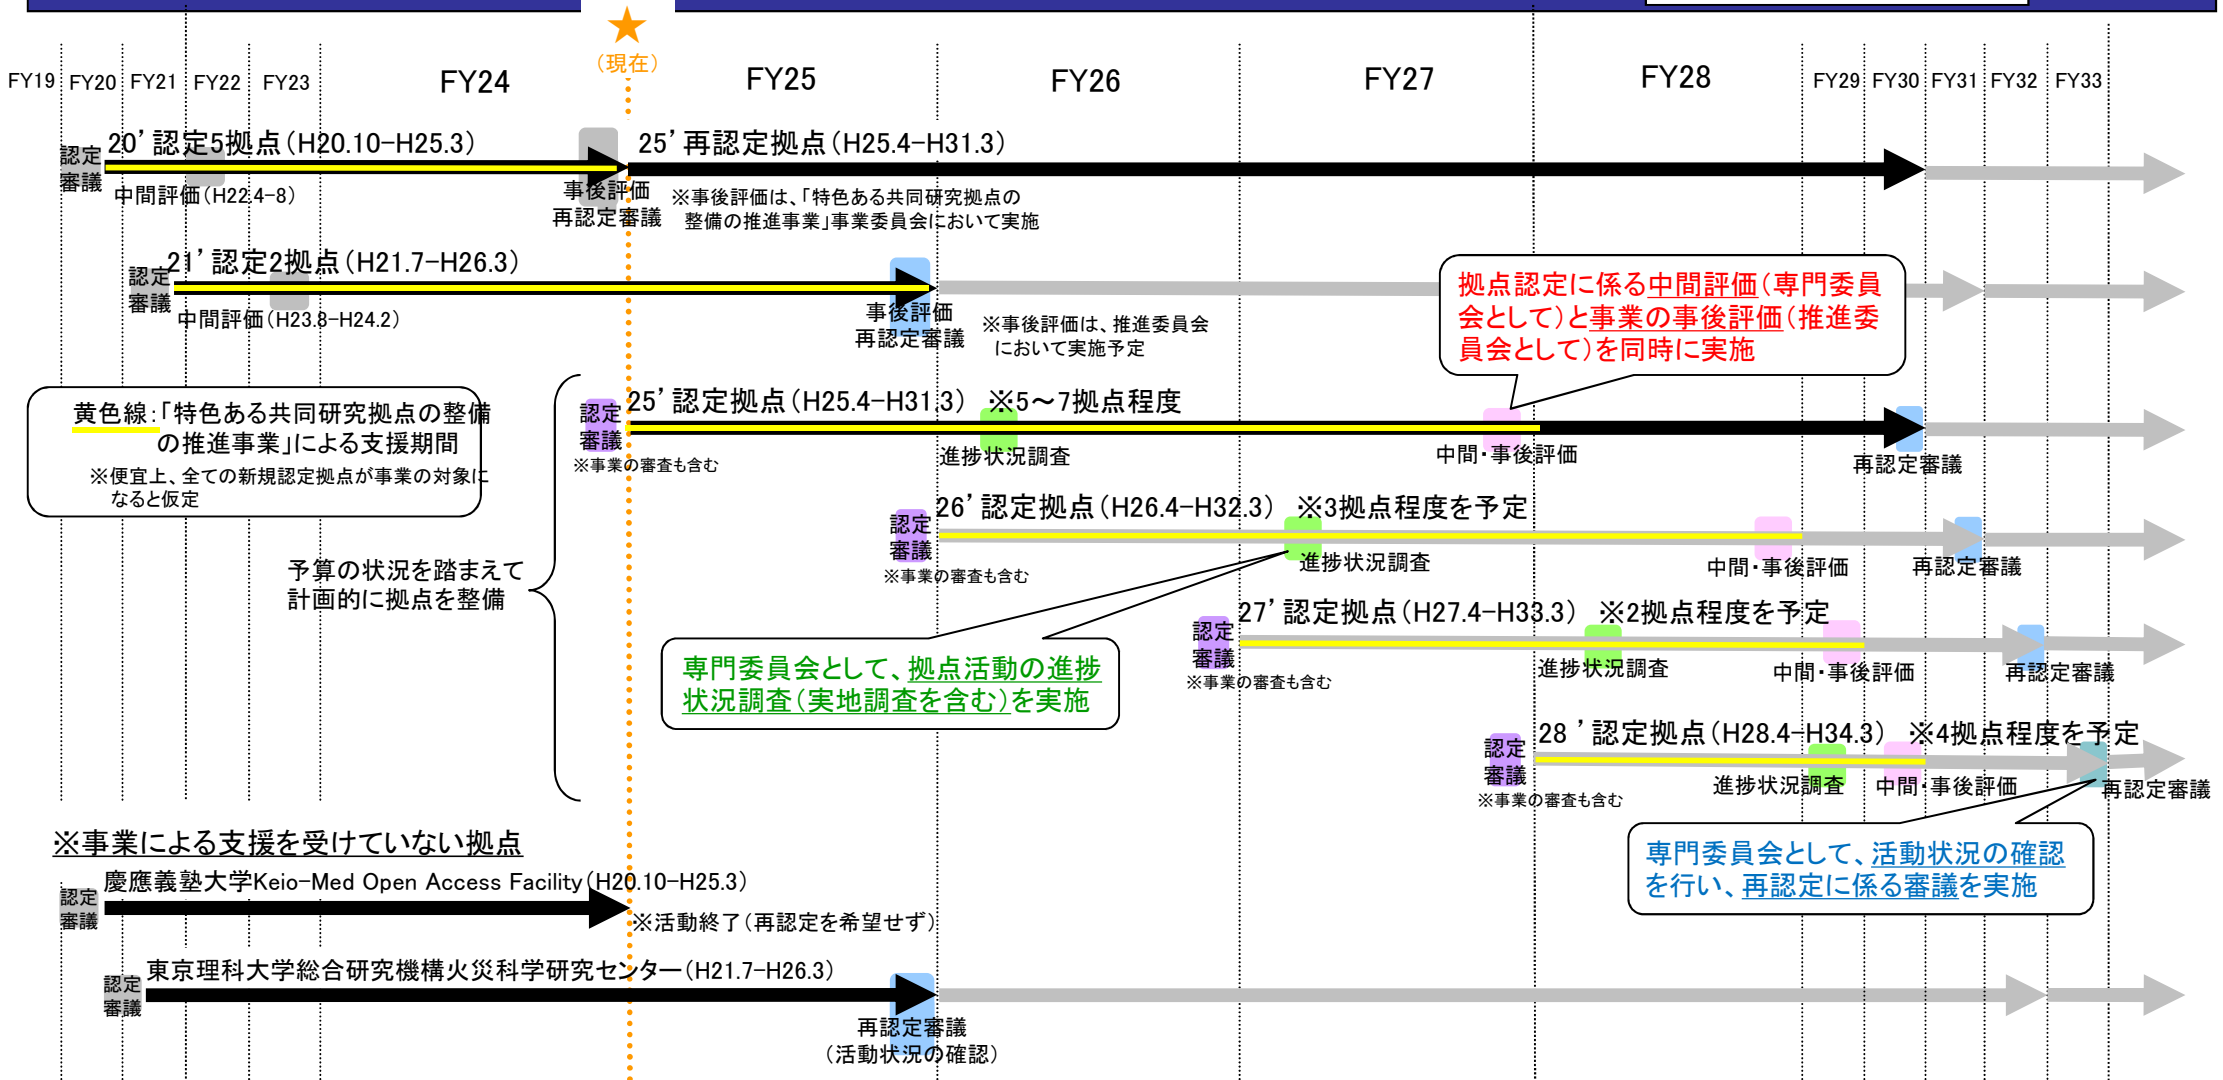 ★
(現在)
FY19 FY20 FY21 FY22 FY23 FY24 FY25 FY26 FY27 FY28 FY29 FY30 FY31 FY32 FY33
認定
審議
20’認定5拠点(H20.10-H25.3)
中間評価(H22.4-8)
事後評価
再認定審議
25’再認定拠点(H25.4-H31.3)
※事後評価は、「特色ある共同研究拠点の
整備の推進事業」事業委員会において実施
認定
審議
21’認定2拠点(H21.7-H26.3)
中間評価(H23.8-H24.2)
事後評価
再認定審議
※事後評価は、推進委員会
において実施予定
拠点認定に係る中間評価(専門委員
会として)と事業の事後評価(推進委
員会として)を同時に実施
黄色線:「特色ある共同研究拠点の整備
の推進事業」による支援期間
※便宜上、全ての新規認定拠点が事業の対象に
なると仮定
認定
審議
※事業の審査も含む
25’認定拠点(H25.4-H31.3) ※5~7拠点程度
進捗状況調査
中間・事後評価
再認定審議
予算の状況を踏まえて
計画的に拠点を整備
認定
審議
※事業の審査も含む
26’認定拠点(H26.4-H32.3) ※3拠点程度を予定
進捗状況調査
中間・事後評価
再認定審議
専門委員会として、拠点活動の進捗
状況調査(実地調査を含む)を実施
認定
審議
※事業の審査も含む
27’認定拠点(H27.4-H33.3) ※2拠点程度を予定
進捗状況調査
中間・事後評価
再認定審議
認定
審議
※事業の審査も含む
28 ’認定拠点(H28.4-H34.3) ※4拠点程度を予定
進捗状況調査
中間・事後評価
再認定審議
専門委員会として、活動状況の確認
を行い、再認定に係る審議を実施
※事業による支援を受けていない拠点
認定
審議
慶應義塾大学Keio-Med Open Access Facility(H20.10-H25.3)
※活動終了(再認定を希望せず)
認定
審議
東京理科大学総合研究機構火災科学研究センター(H21.7-H26.3)
再認定審議
(活動状況の確認)